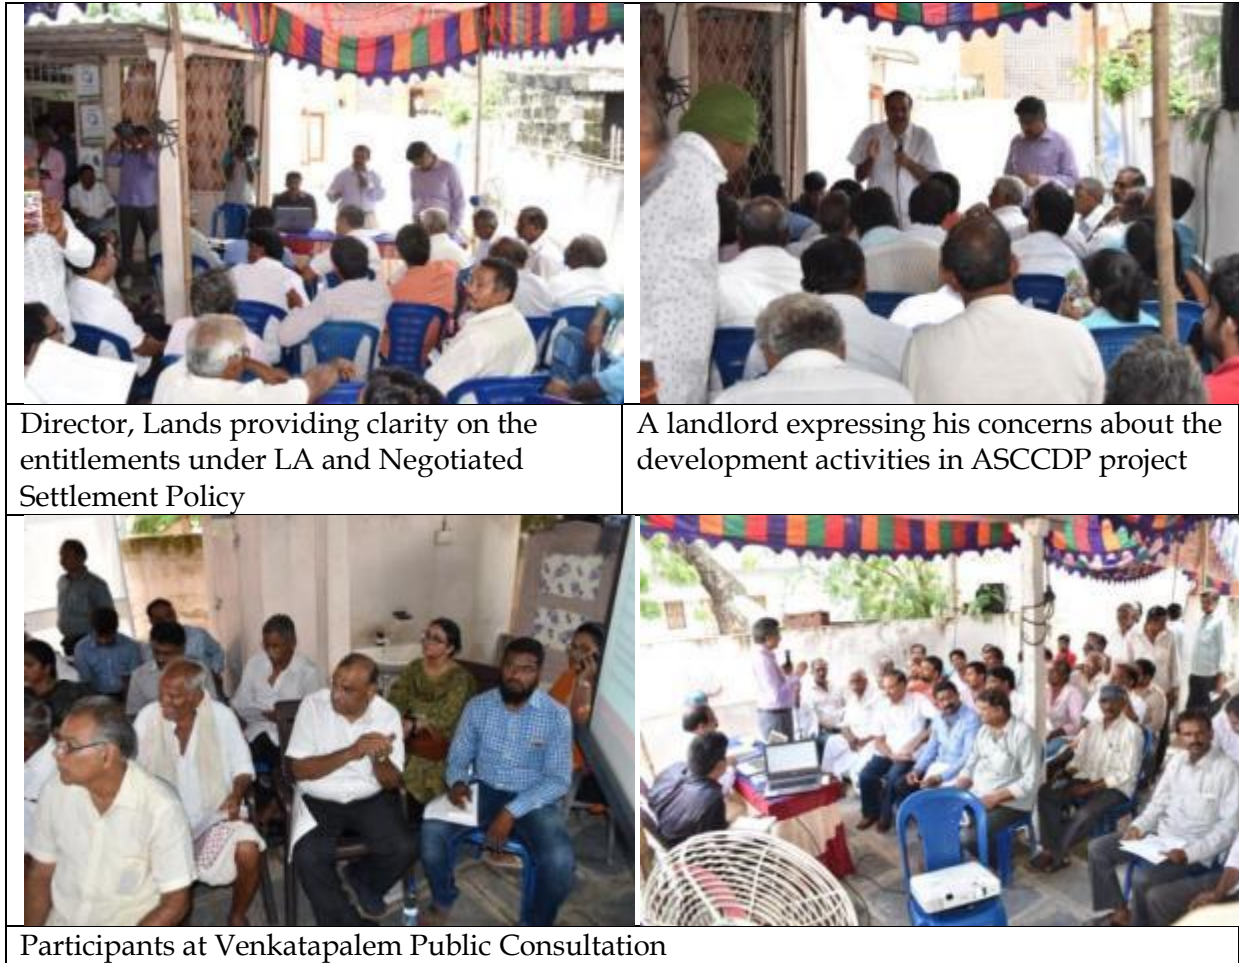 Director, Lands providing clarity on the
entitlements under LA and Negotiated
Settlement Policy
A landlord expressing his concerns about the
development activities in ASCCDP project
Participants at Venkatapalem Public Consultation